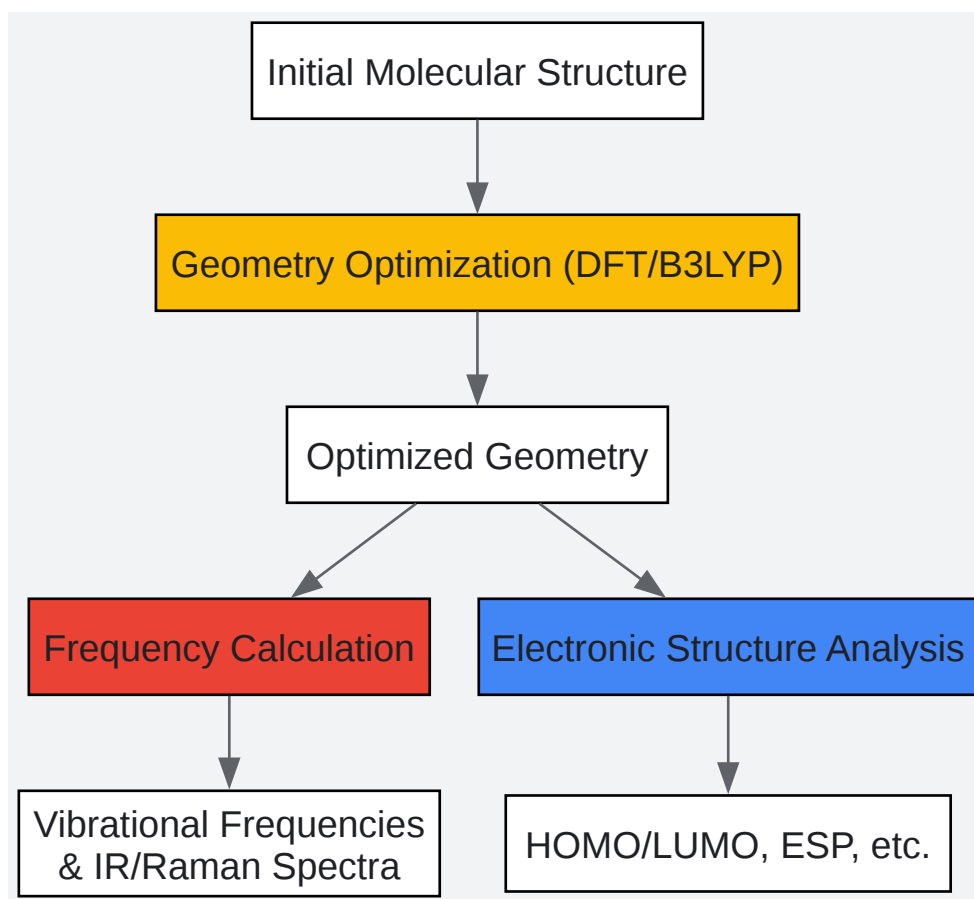 Initial Molecular Structure
Geometry Optimization (DFT/B3LYP)
Optimized Geometry
Frequency Calculation
Electronic Structure Analysis
Vibrational Frequencies
& IR/Raman Spectra
HOMO/LUMO, ESP, etc.